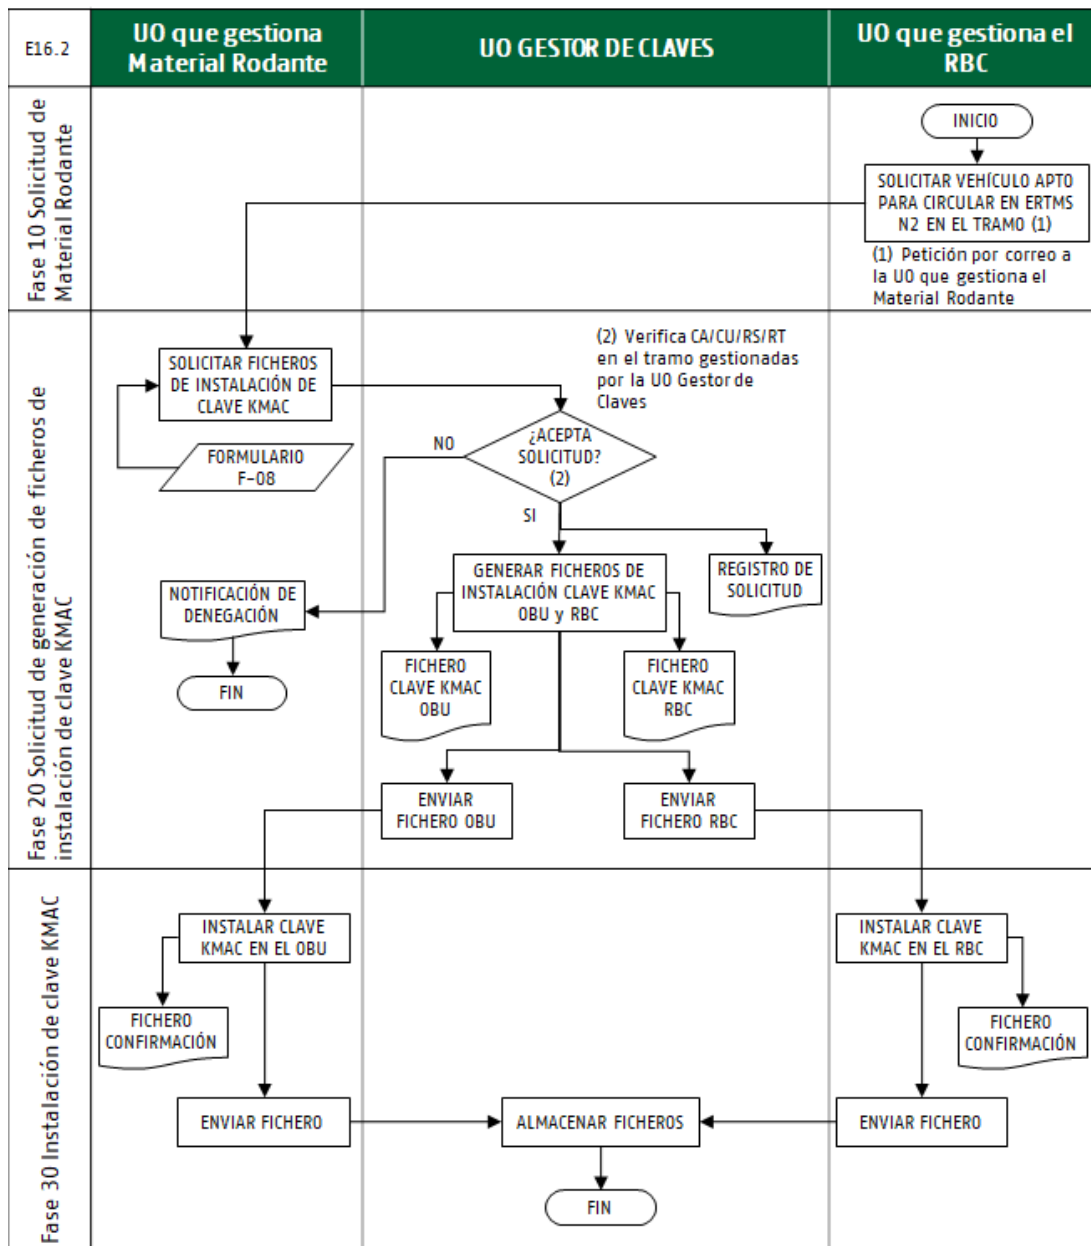 E16.2
UO que gestiona
Material Rodante
UO GESTOR DE CLAVES
UO que gestiona el
RBC
Fase 10 Solicitud de
Material Rodante
INICIO
SOLICITAR VEHÍCULO APTO
PARA CIRCULAR EN ERTMS
N2 EN EL TRAMO (1)
(1) Petición por correo a
la UO que gestiona el
Material Rodante
Fase 20 Solicitud de generación de ficheros de
instalación de clave KMAC
SOLICITAR FICHEROS
DE INSTALACIÓN DE
CLAVE KMAC
FORMULARIO
F-08
(2) Verifica CA/CU/RS/RT
en el tramo gestionadas
por la UO Gestor de
Claves
¿ACEPTA
SOLICITUD?
(2)
NO
SI
NOTIFICACIÓN DE
DENEGACIÓN
FIN
GENERAR FICHEROS DE
INSTALACIÓN CLAVE KMAC
OBU y RBC
REGISTRO DE
SOLICITUD
FICHERO
CLAVE KMAC
OBU
FICHERO
CLAVE KMAC
RBC
ENVIAR
FICHERO OBU
ENVIAR
FICHERO RBC
Fase 30 Instalación de clave KMAC
INSTALAR CLAVE
KMAC EN EL OBU
INSTALAR CLAVE
KMAC EN EL RBC
FICHERO
CONFIRMACIÓN
FICHERO
CONFIRMACIÓN
ENVIAR FICHERO
ALMACENAR FICHEROS
ENVIAR FICHERO
FIN